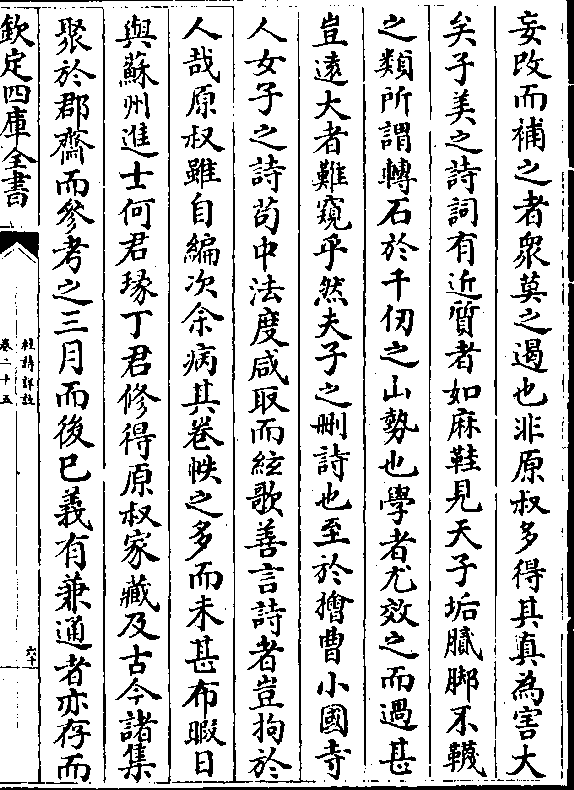 妄改而補之者衆莫之遏也非原叔多得其真為害大
矣子美之詩詞有近質者如麻鞋見天子垢膩脚不韈
之類所謂轉石於千仞之山勢也學者尤效之而過甚
豈遠大者難窺乎然夫子之刪詩也至於擔曹小國寺
人女子之詩苟中法度咸取而絃歌善言詩者豈拘於
人哉原叔雖自編次余病其卷帙之多而未甚布暇日
與蘇州進士何君瑑丁君修得原叔家藏及古今諸集
聚於郡齋而參考之三月而後已義有兼通者亦存而
欽定四庫全書
杜詩詳註
卷二十五
六十